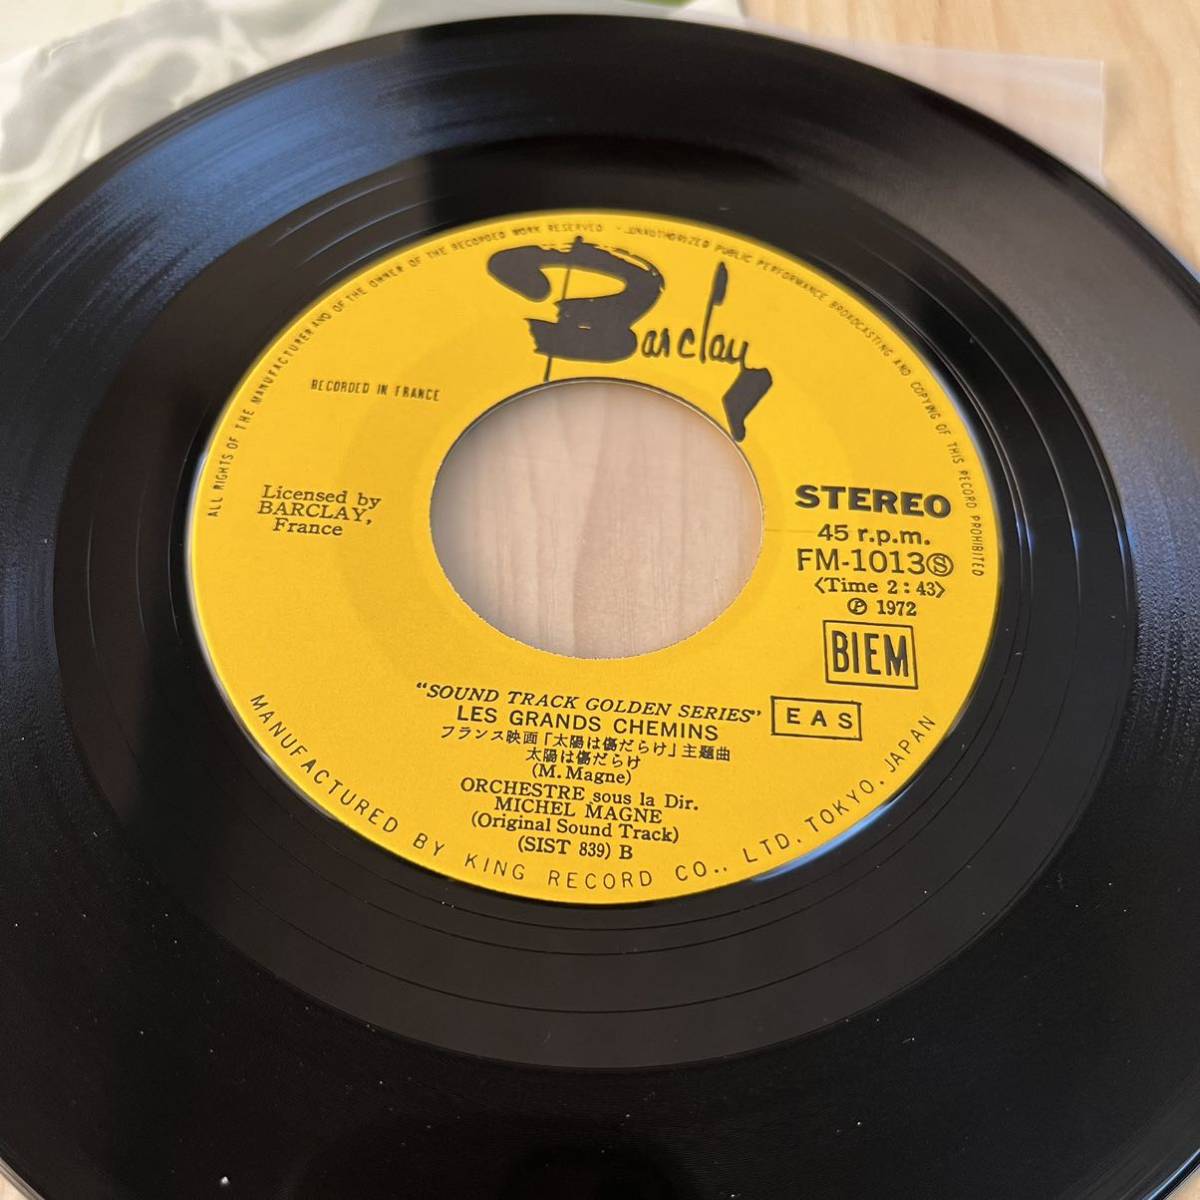 ALL RIGHTS OF THE MANUFACTURER AND OF THE OWNER OF THE RECORDED WORK RESERVED. UNAUTHORIZED PUBLIC PERFORMANCE BROADCASTING AND COPYING OF THIS RECORD PROHIBITED
Barclay
RECORDED IN FRANCE
Licensed by
BARCLAY,
France
STEREO
45 r.p.m.
FM-1013Ⓢ
〈Time 2:43〉
℗ 1972
BIEM
EAS
"SOUND TRACK GOLDEN SERIES"
LES GRANDS CHEMINS
フランス映画「太陽は傷だらけ」主題曲
太陽は傷だらけ
(M. Magne)
ORCHESTRE sous la Dir.
MICHEL MAGNE
(Original Sound Track)
(SIST 839) B
MANUFACTURED BY KING RECORD CO., LTD. TOKYO, JAPAN